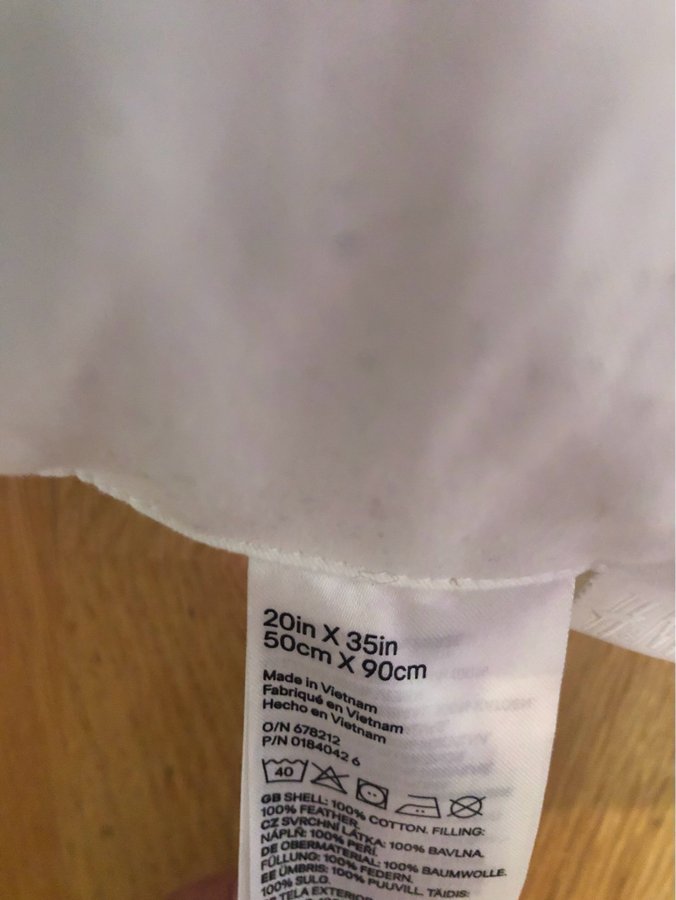 20in X 35in
50cm X 90cm
Made in Vietnam
Fabriqué en Vietnam
Hecho en Vietnam
O/N 678212
P/N 0184042 6
40
GB SHELL: 100% COTTON. FILLING:
100% FEATHER.
CZ SVRCHNÍ LÁTKA: 100% BAVLNA.
NÁPLŇ: 100% PEŘÍ.
DE OBERMATERIAL: 100% BAUMWOLLE.
FÜLLUNG: 100% FEDERN.
EE ÜMBRIS: 100% PUUVILL. TÄIDIS:
100% SULG.
TELA EXTERIOR